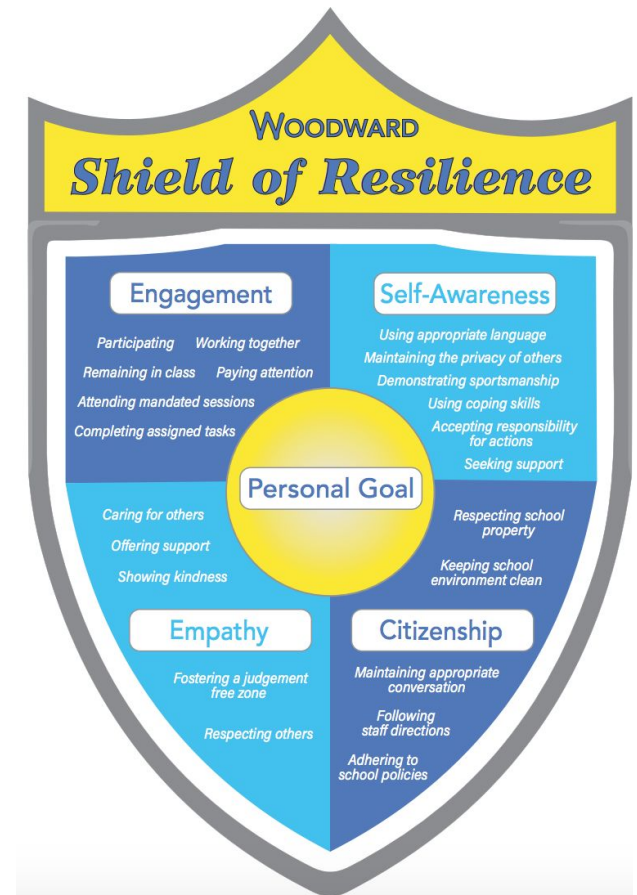 WOODWARD
Shield of Resilience
Engagement
Participating Working together
Remaining in class Paying attention
Attending mandated sessions
Completing assigned tasks
Self-Awareness
Using appropriate language
Maintaining the privacy of others
Demonstrating sportsmanship
Using coping skills
Accepting responsibility
for actions
Seeking support
Personal Goal
Caring for others
Offering support
Showing kindness
Empathy
Fostering a judgement
free zone
Respecting others
Respecting school
property
Keeping school
environment clean
Citizenship
Maintaining appropriate
conversation
Following
staff directions
Adhering to
school policies